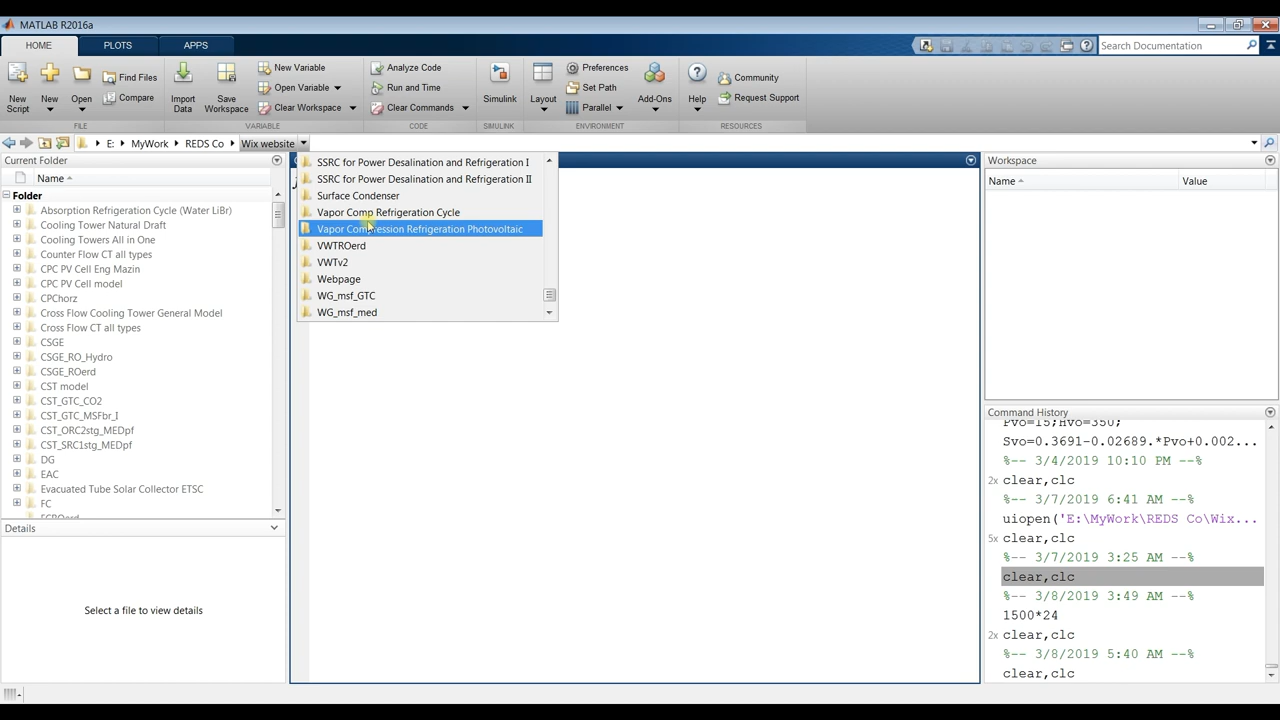 MATLAB R2016a
HOME
PLOTS
APPS
Search Documentation
New Script
New
Open
Find Files
Compare
Import Data
Save Workspace
New Variable
Open Variable
Clear Workspace
Analyze Code
Run and Time
Clear Commands
Simulink
Layout
Preferences
Set Path
Parallel
Add-Ons
Help
Community
Request Support
FILE
VARIABLE
CODE
SIMULINK
ENVIRONMENT
RESOURCES
E: MyWork REDS Co Wix website
Current Folder
Name
Folder
Absorption Refrigeration Cycle (Water LiBr)
Cooling Tower Natural Draft
Cooling Towers All in One
Counter Flow CT all types
CPC PV Cell Eng Mazin
CPC PV Cell model
CPChorz
Cross Flow Cooling Tower General Model
Cross Flow CT all types
CSGE
CSGE_RO_Hydro
CSGE_ROerd
CST model
CST_GTC_CO2
CST_GTC_MSFbr_I
CST_ORC2stg_MEDpf
CST_SRC1stg_MEDpf
DG
EAC
Evacuated Tube Solar Collector ETSC
FC
FCROerd
Details
Select a file to view details
SSRC for Power Desalination and Refrigeration I
SSRC for Power Desalination and Refrigeration II
Surface Condenser
Vapor Comp Refrigeration Cycle
Vapor Compression Refrigeration Photovoltaic
VWTROerd
VWTv2
Webpage
WG_msf_GTC
WG_msf_med
Workspace
Name
Value
Command History
Pvo=15;Hvo=350;
Svo=0.3691-0.02689.*Pvo+0.002...
%-- 3/4/2019 10:10 PM --%
2x clear,clc
%-- 3/7/2019 6:41 AM --%
uiopen('E:\MyWork\REDS Co\Wix...
5x clear,clc
%-- 3/7/2019 3:25 AM --%
clear,clc
%-- 3/8/2019 3:49 AM --%
1500*24
2x clear,clc
%-- 3/8/2019 5:40 AM --%
clear,clc